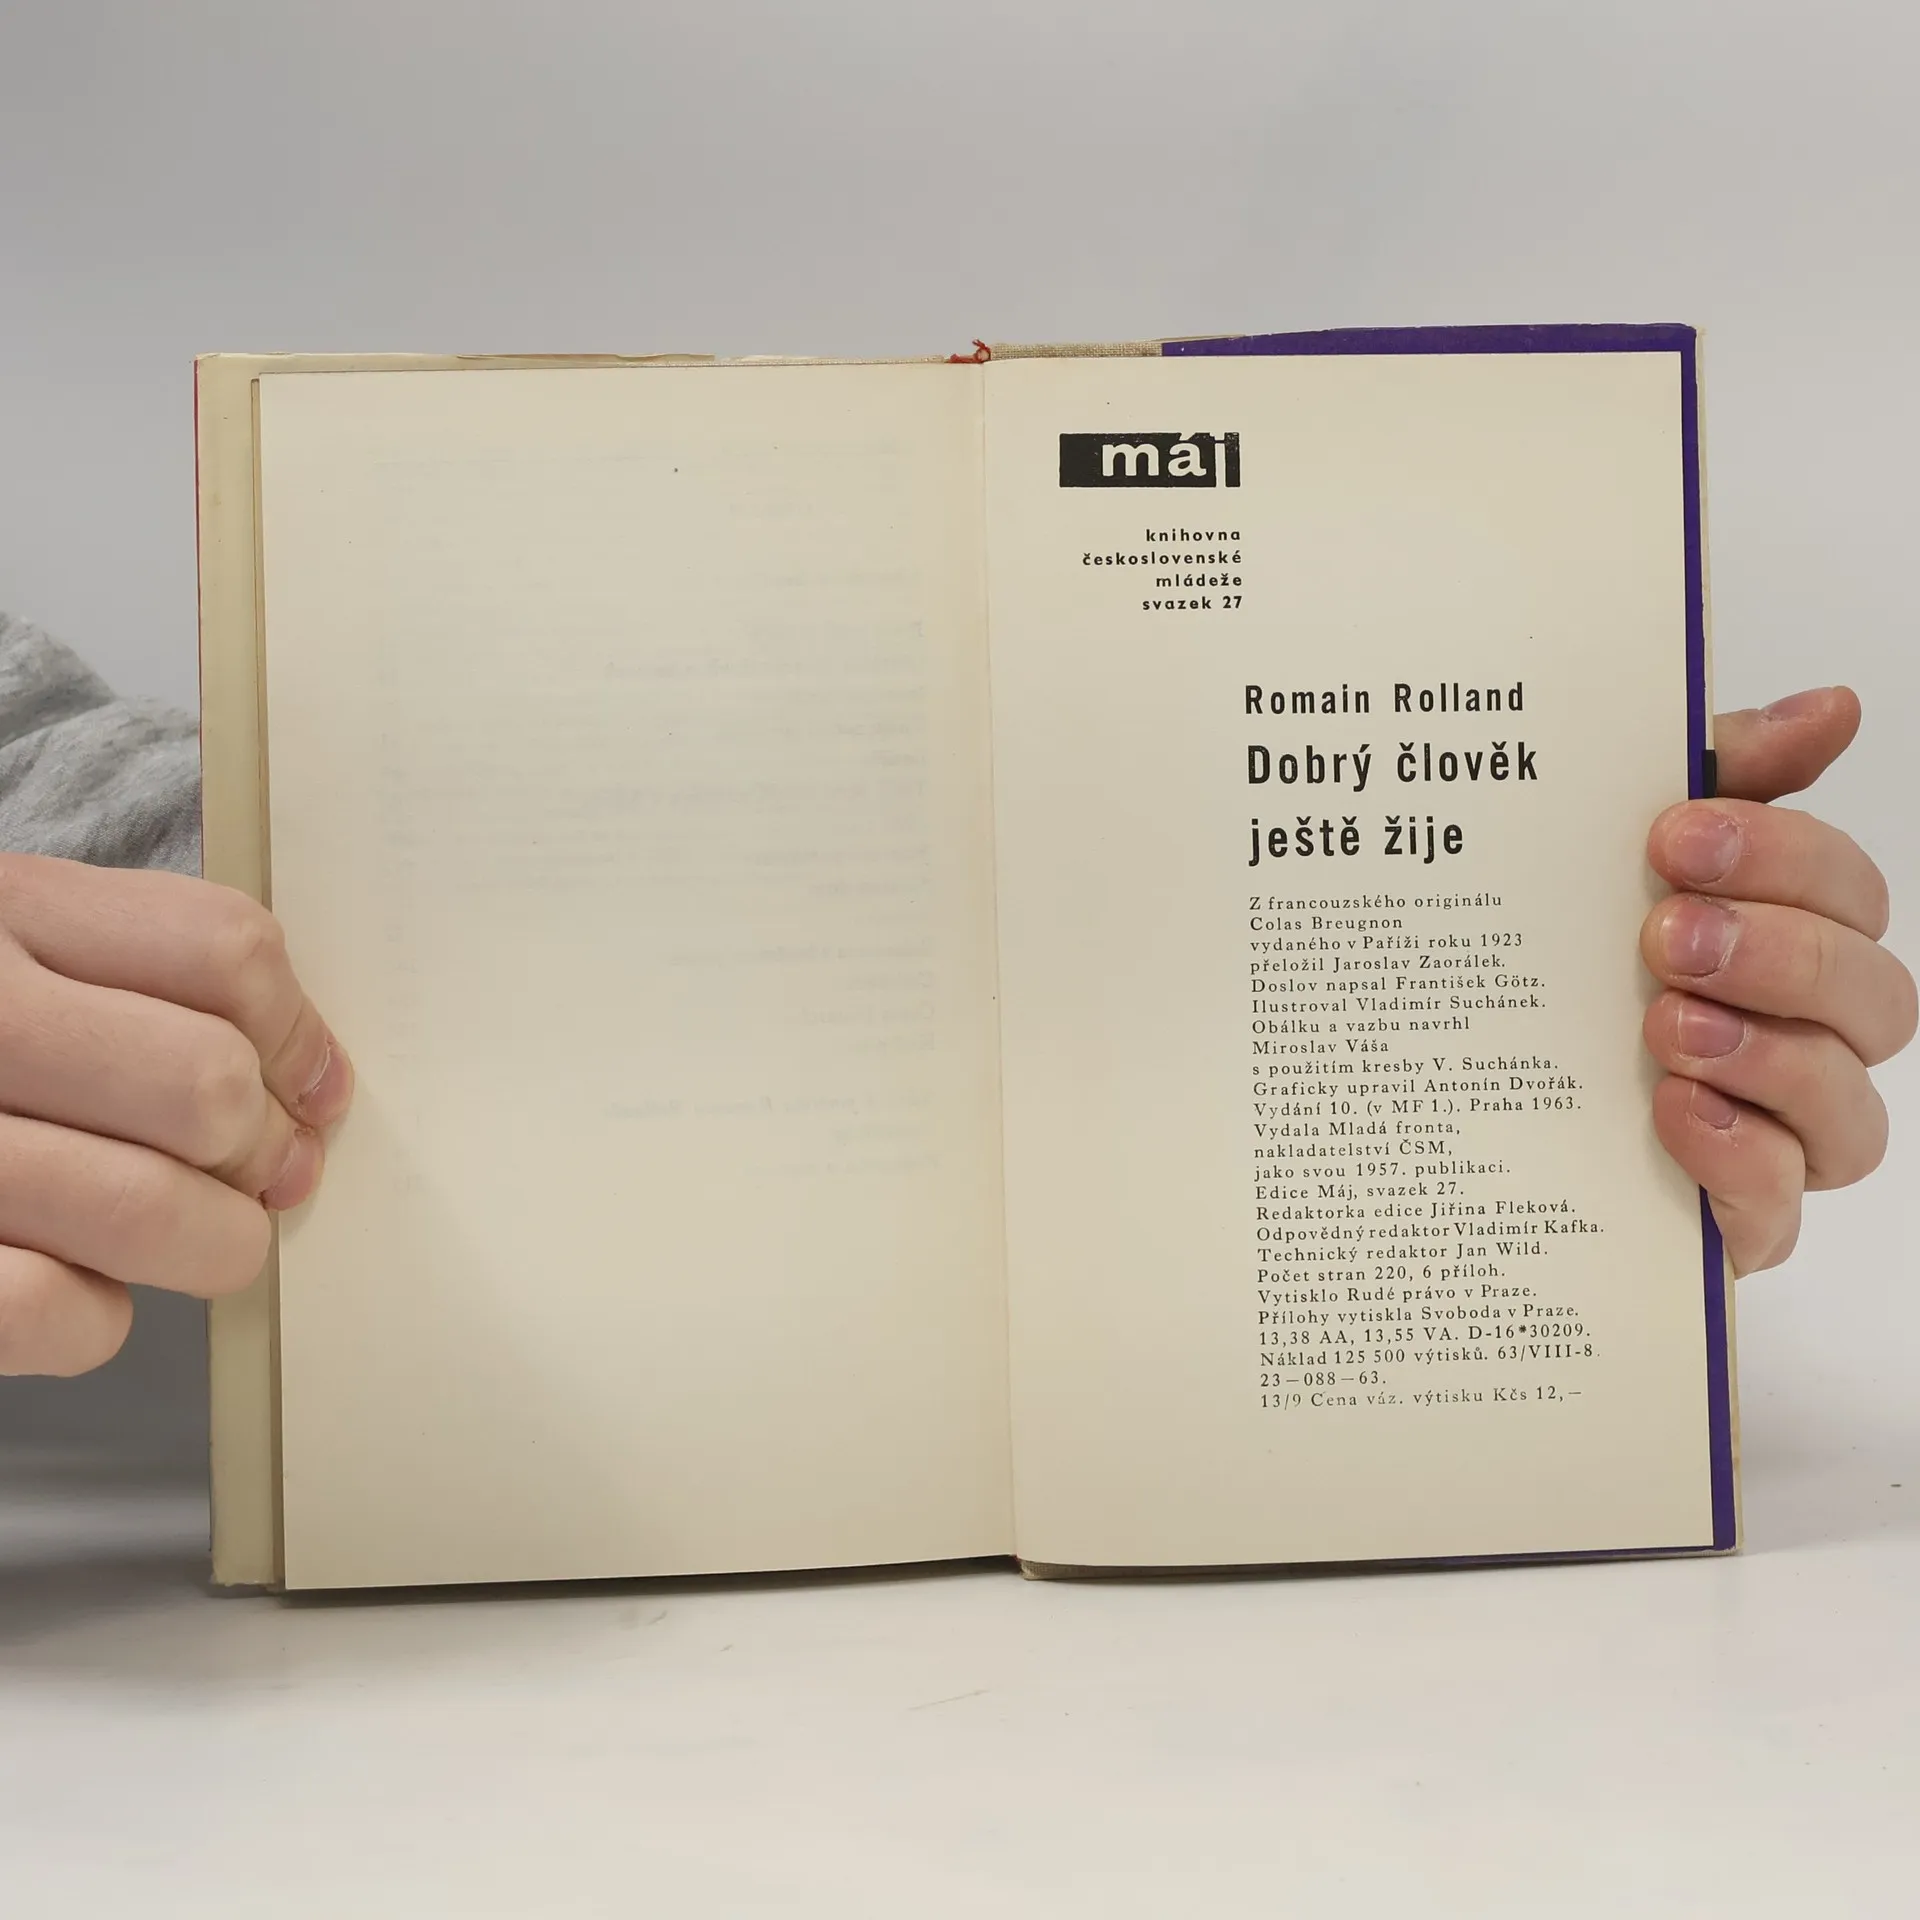 máj
knihovna
československé
mládeže
svazek 27
Romain Rolland
Dobrý člověk
ještě žije
Z francouzského originálu
Colas Breugnon
vydaného v Paříži roku 1923
přeložil Jaroslav Zaorálek.
Doslov napsal František Götz.
Ilustroval Vladimír Suchánek.
Obálku a vazbu navrhl
Miroslav Váša
s použitím kresby V. Suchánka.
Graficky upravil Antonín Dvořák.
Vydání 10. (v MF 1.). Praha 1963.
Vydala Mladá fronta,
nakladatelství ČSM,
jako svou 1957. publikaci.
Edice Máj, svazek 27.
Redaktorka edice Jiřina Fleková.
Odpovědný redaktor Vladimír Kafka.
Technický redaktor Jan Wild.
Počet stran 220, 6 příloh.
Vytisklo Rudé právo v Praze.
Přílohy vytiskla Svoboda v Praze.
13,38 AA, 13,55 VA. D-16*30209.
Náklad 125 500 výtisků. 63/VIII-8.
23—088—63.
13/9 Cena váz. výtisku Kčs 12,—